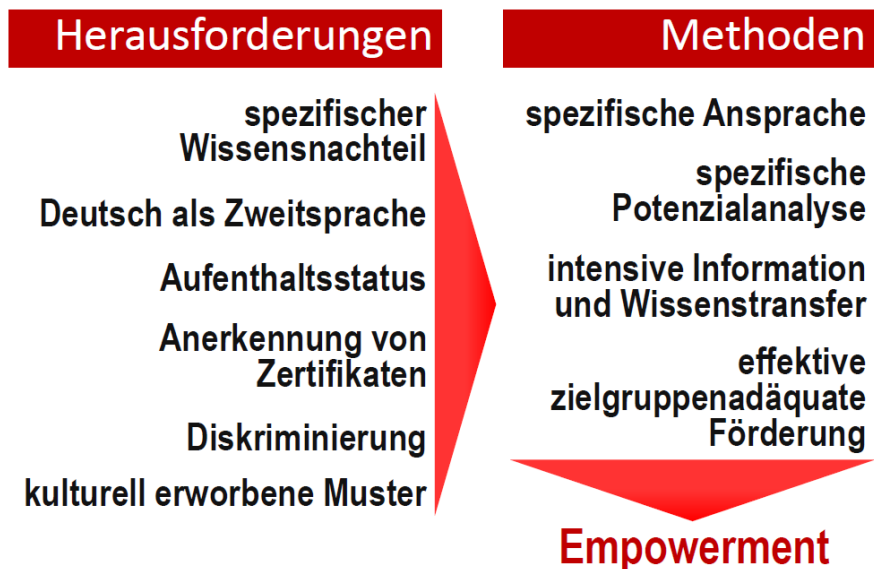 Herausforderungen
spezifischer
Wissensnachteil
Deutsch als Zweitsprache
Aufenthaltsstatus
Anerkennung von
Zertifikaten
Diskriminierung
kulturell erworbene Muster
Methoden
spezifische Ansprache
spezifische
Potenzialanalyse
intensive Information
und Wissenstransfer
effektive
zielgruppenadäquate
Förderung
Empowerment